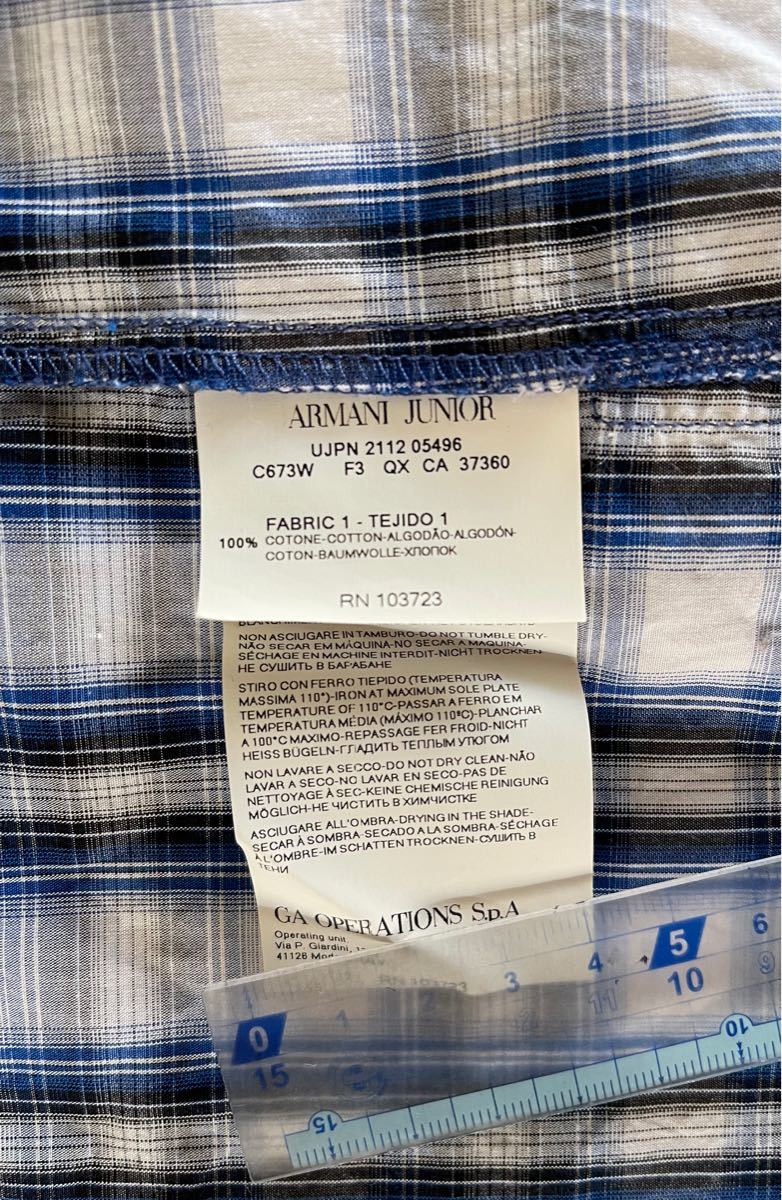 ARMANI JUNIOR
UJPN 2112 05496
C673W F3 QX CA 37360
FABRIC 1 - TEJIDO 1
100% COTONE-COTTON-ALGODÃO-ALGODÓN-
COTON-BAUMWOLLE-ХЛОПОК
RN 103723
NON ASCIUGARE IN TAMBURO-DO NOT TUMBLE DRY-
NÃO SECAR EM MÁQUINA-NO SECAR A MAQUINA-
SÉCHAGE EN MACHINE INTERDIT-NICHT TROCKNEN
НЕ СУШИТЬ В БАРАБАНЕ
STIRO CON FERRO TIEPIDO (TEMPERATURA
MASSIMA 110°)-IRON AT MAXIMUM SOLE PLATE
TEMPERATURE OF 110°C-PASSAR A FERRO EM
TEMPERATURA MÉDIA (MÁXIMO 110ºC)-PLANCHAR
A 100°C MAXIMO-REPASSAGE FER FROID-NICHT
HEISS BÜGELN-ГЛАДИТЬ ТЕПЛЫМ УТЮГОМ
NON LAVARE A SECCO-DO NOT DRY CLEAN-NÃO
LAVAR A SECO-NO LAVAR EN SECO-PAS DE
NETTOYAGE À SEC-KEINE CHEMISCHE REINIGUNG
MÖGLICH-НЕ ЧИСТИТЬ В ХИМЧИСТКЕ
ASCIUGARE ALL'OMBRA-DRYING IN THE SHADE-
SECAR À SOMBRA-SECADO A LA SOMBRA-SÉCHAGE
À L'OMBRE-IM SCHATTEN TROCKNEN-СУШИТЬ В
ТЕНИ
GA OPERATIONS S.p.A
Operating unit
Via P. Giardini,
41126
0 1 2 3 4 5 6
15 11 10 9
15 10